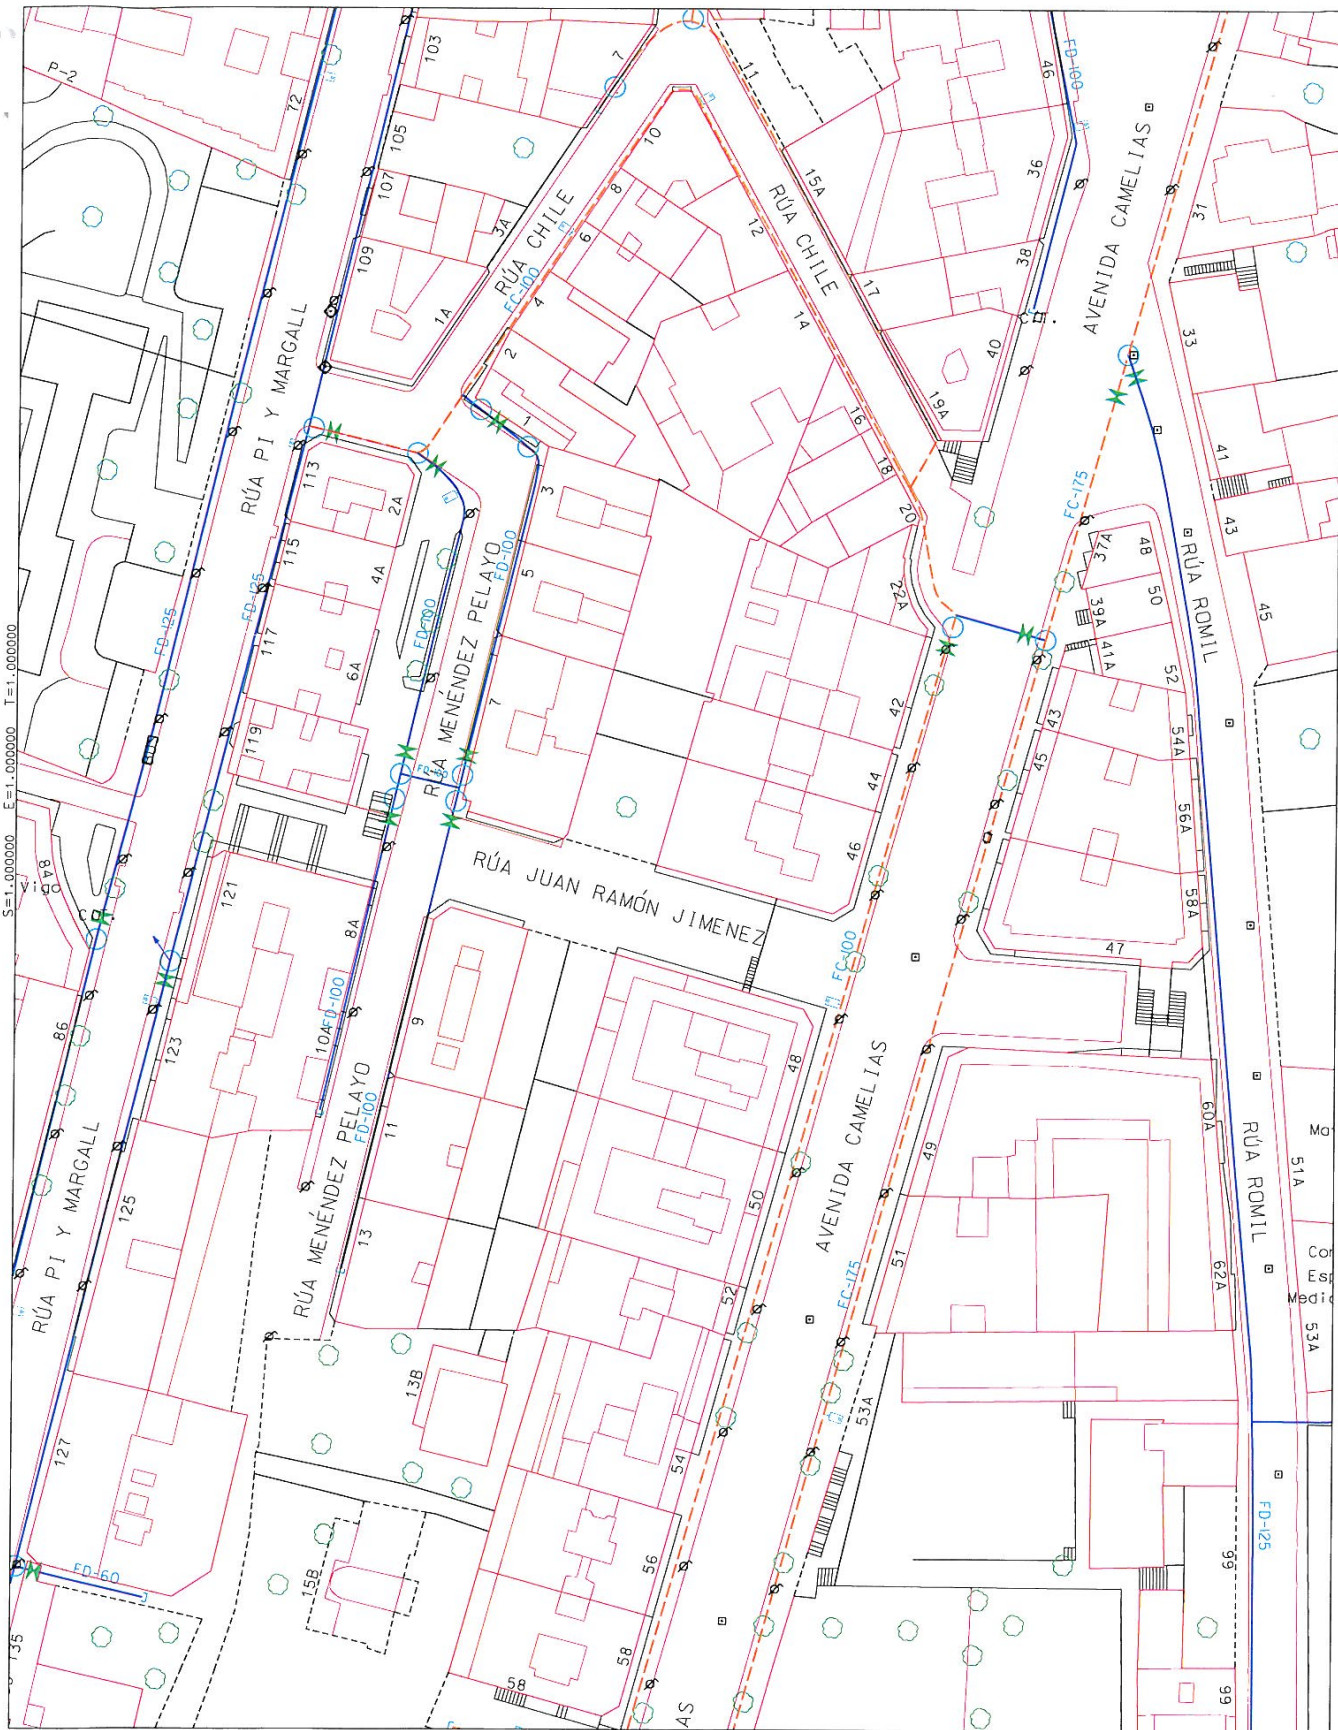 P-2
72
103
105
107
109
7
3A
1A
RÚA CHILE
FC-100
10
8
6
4
2
1
11
15A
RÚA CHILE
12
14
17
19A
16
18
20
22A
46
FD-100
36
38
40
C.T.
AVENIDA CAMELIAS
31
33
41
43
45
FC-175
37A
39A
41A
48
50
52
54A
56A
58A
43
45
47
RÚA ROMIL
RÚA PI Y MARGALL
FD-125
FD-125
113
115
117
119
2A
4A
6A
FD-100
RÚA MENÉNDEZ PELAYO
FD-100
3
5
7
42
44
46
RÚA JUAN RAMÓN JIMENEZ
S=1.000000 E=1.000000 T=1.000000
84
Vigo
C.T.
86
121
123
125
127
8A
10A
FD-100
9
11
13
RÚA MENÉNDEZ PELAYO
FD-100
RÚA PI Y MARGALL
FC-100
48
50
52
54
56
58
58
AVENIDA CAMELIAS
FC-175
49
51
53A
60A
62A
RÚA ROMIL
51A
53A
13B
15B
FD-60
135
FD-125
99
99
AS